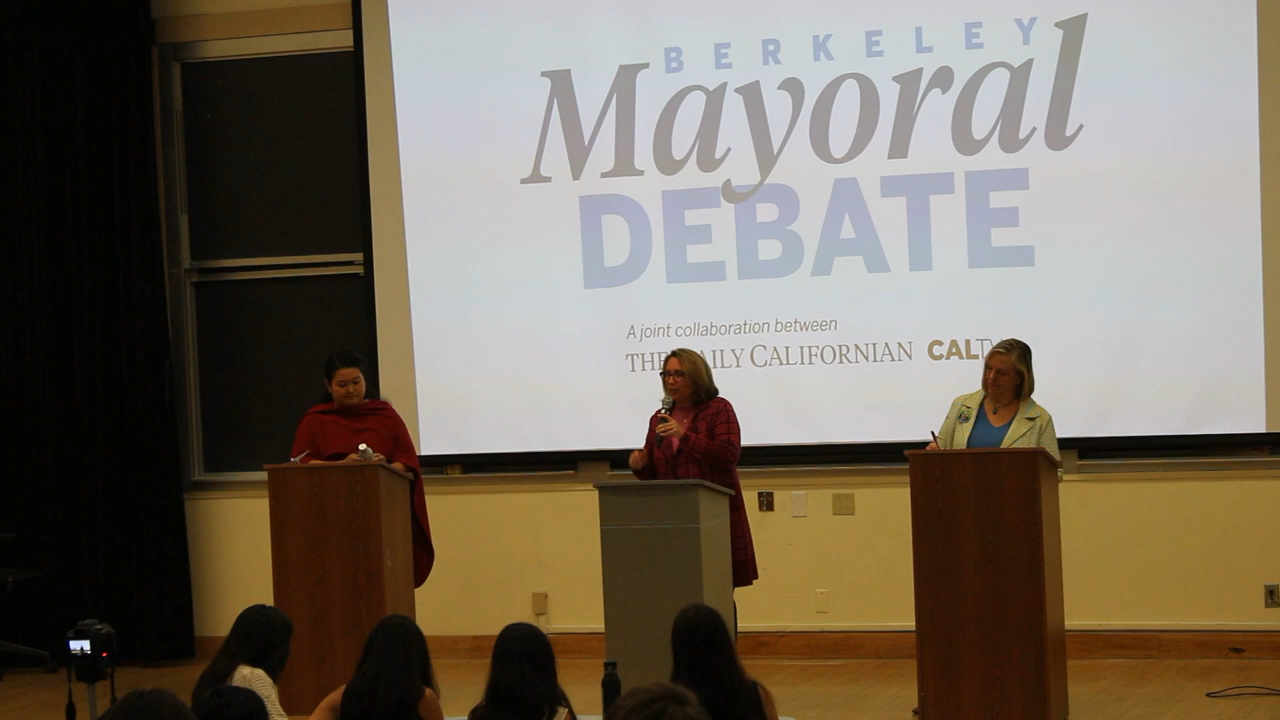 BERKELEY
Mayoral
DEBATE
A joint collaboration between
THE DAILY CALIFORNIAN CALTV